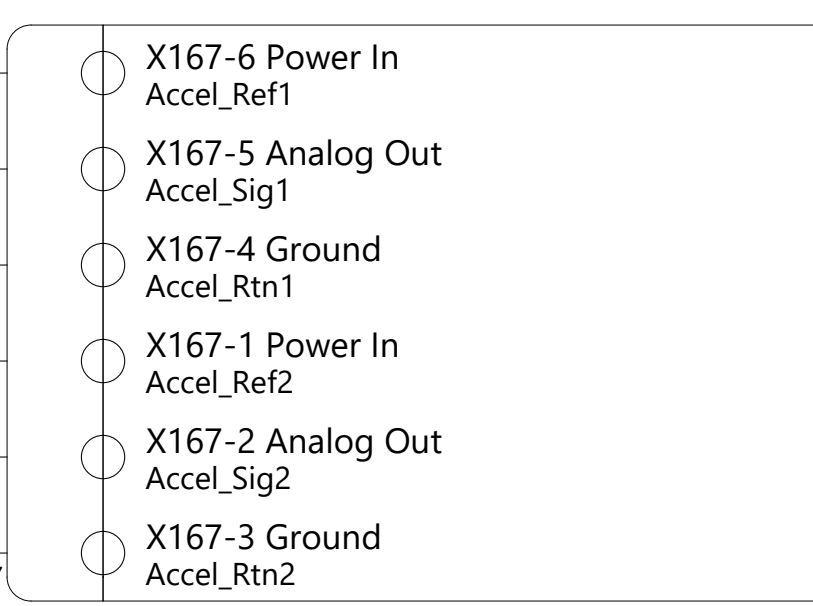 X167-6 Power In
Accel_Ref1
X167-5 Analog Out
Accel_Sig1
X167-4 Ground
Accel_Rtn1
X167-1 Power In
Accel_Ref2
X167-2 Analog Out
Accel_Sig2
X167-3 Ground
Accel_Rtn2